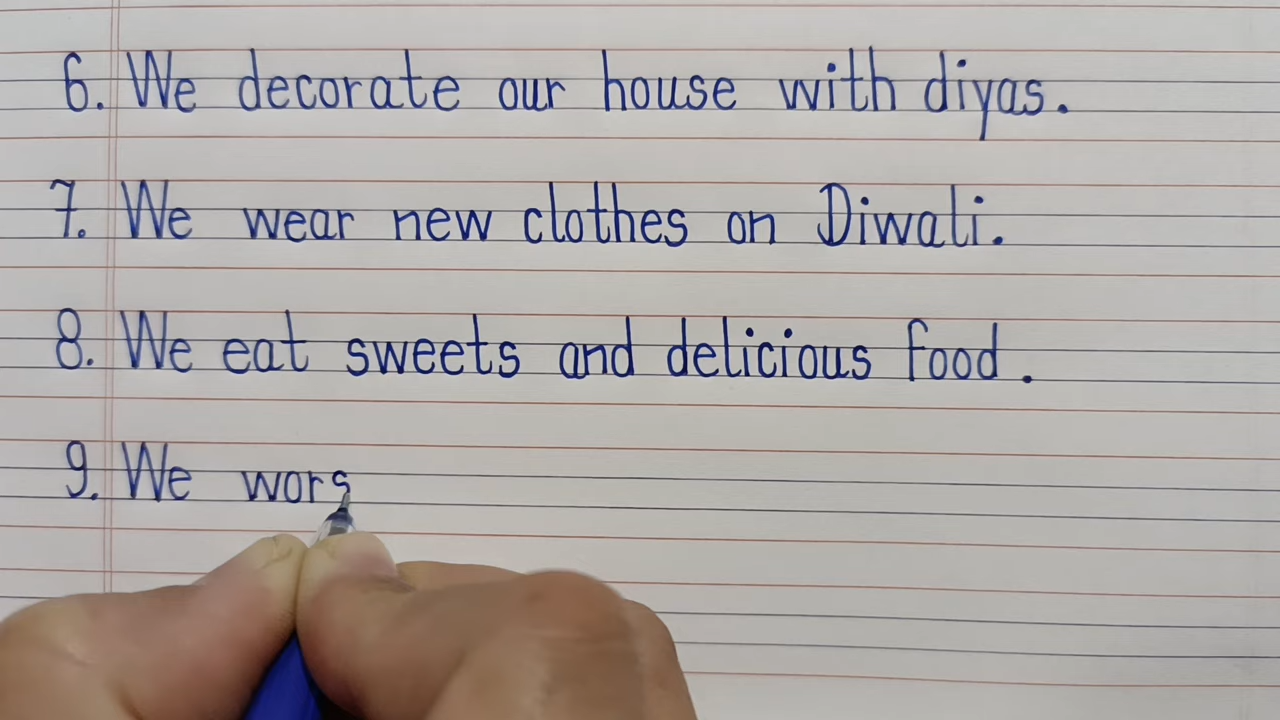 6. We decorate our house with diyas.
7. We wear new clothes on Diwali.
8. We eat sweets and delicious food.
9. We wors